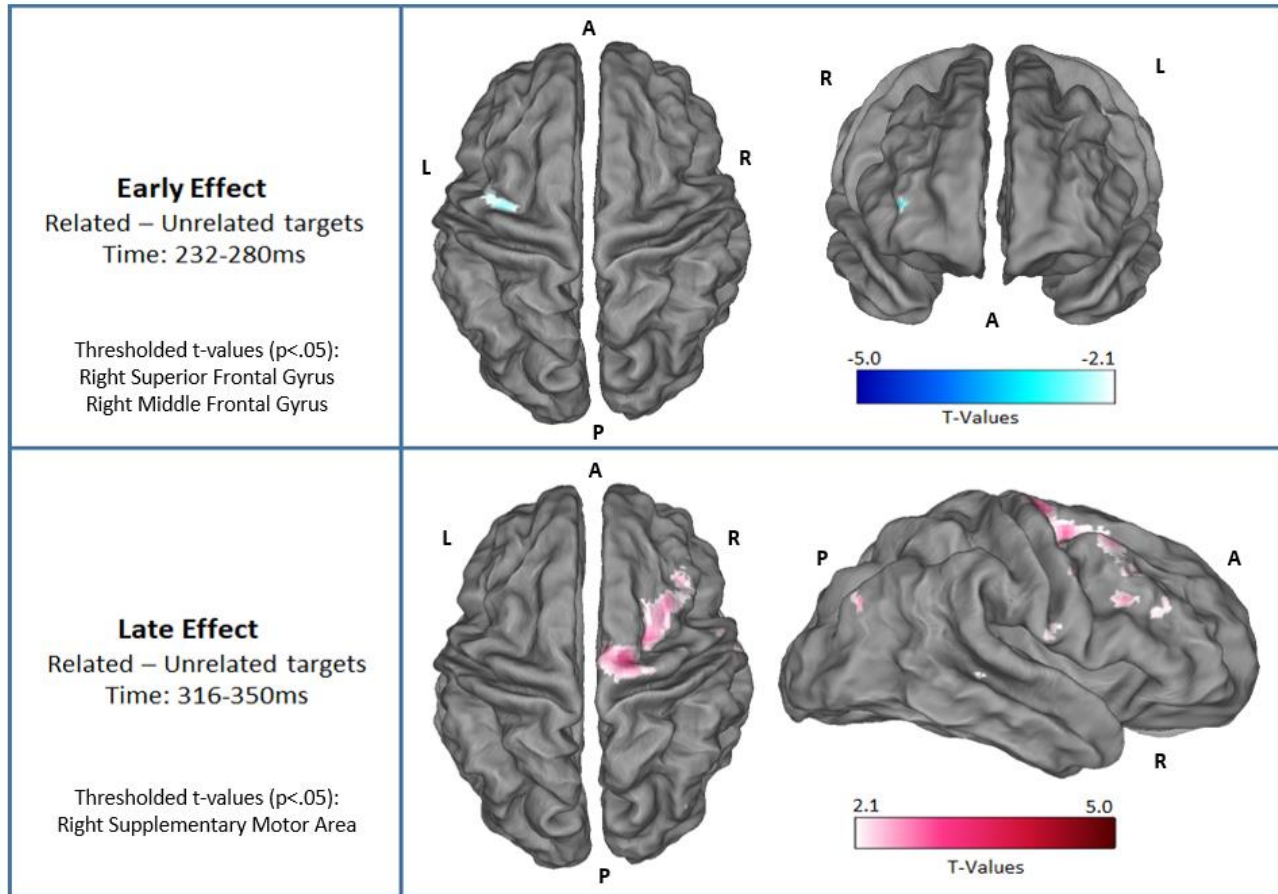 Early Effect
Related – Unrelated targets
Time: 232-280ms
Thresholded t-values (p<.05):
Right Superior Frontal Gyrus
Right Middle Frontal Gyrus
A
L
R
P
R
L
A
-5.0 -2.1
T-Values
Late Effect
Related – Unrelated targets
Time: 316-350ms
Thresholded t-values (p<.05):
Right Supplementary Motor Area
A
L
R
P
P
A
R
2.1 5.0
T-Values